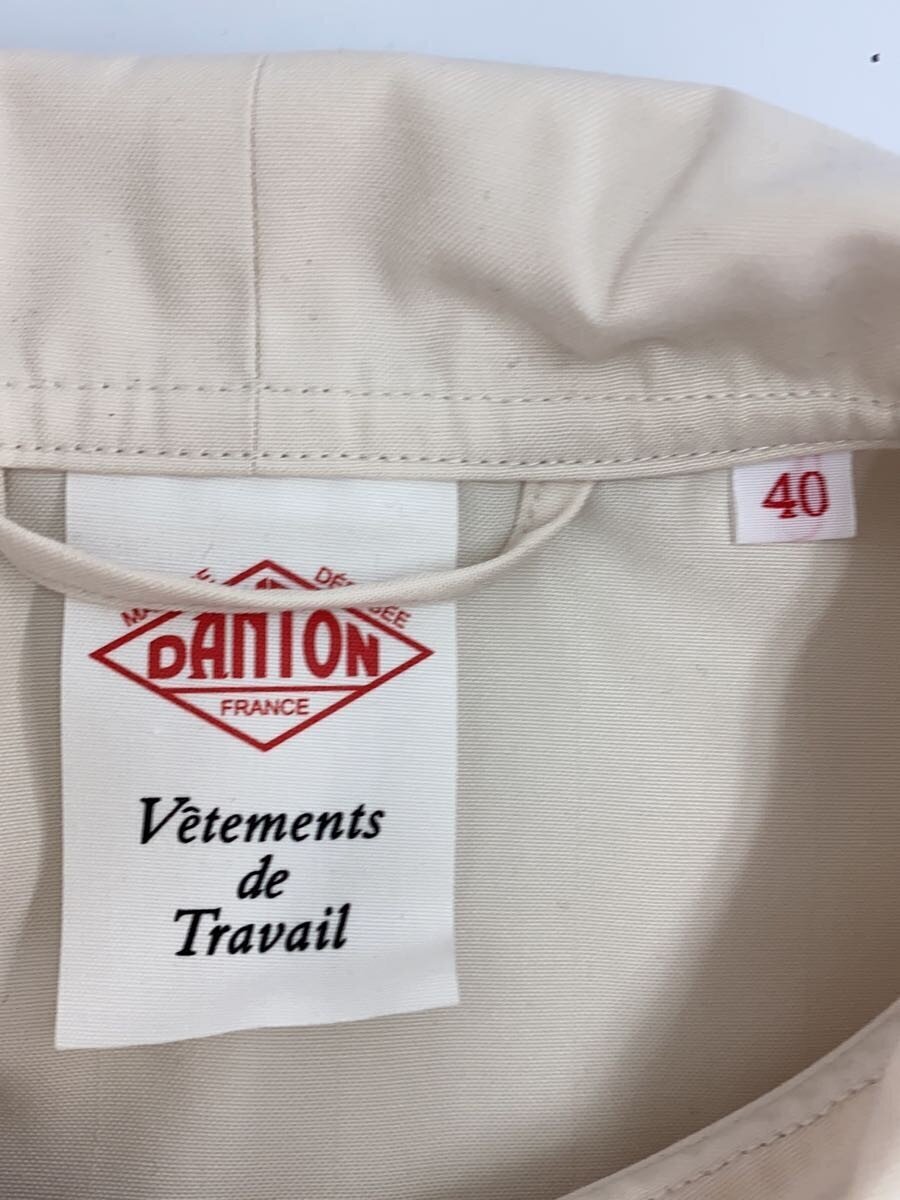 DANTON
FRANCE
Vêtements
de
Travail
40